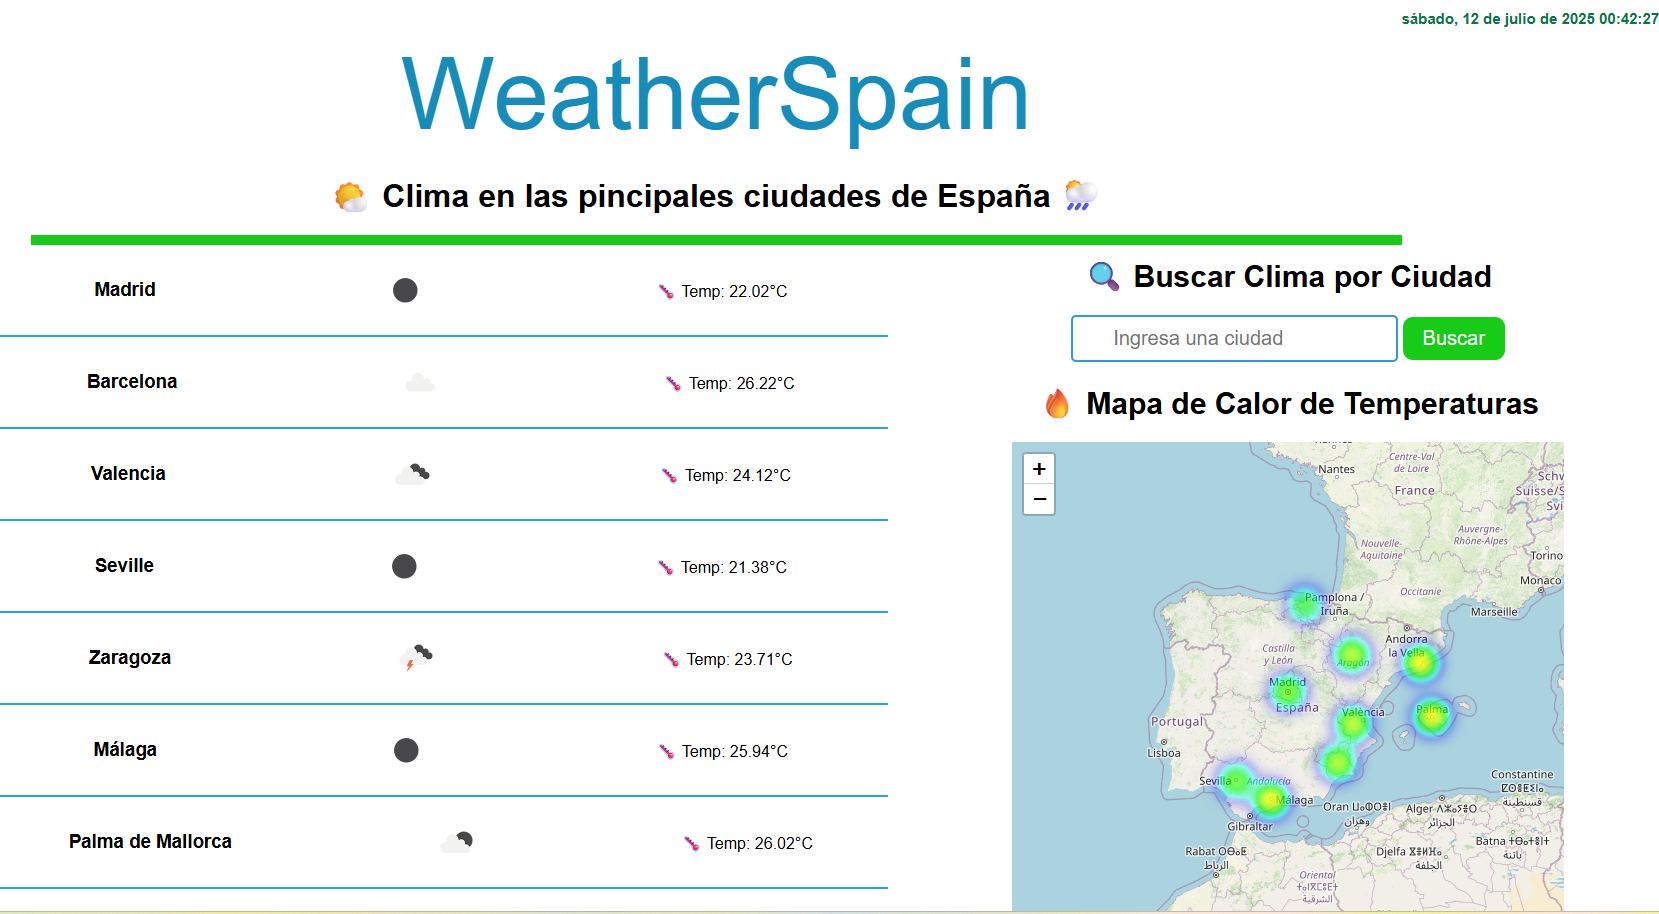 sábado, 12 de julio de 2025 00:42:27
WeatherSpain
Clima en las pincipales ciudades de España
Madrid Temp: 22.02°C
Barcelona Temp: 26.22°C
Valencia Temp: 24.12°C
Seville Temp: 21.38°C
Zaragoza Temp: 23.71°C
Málaga Temp: 25.94°C
Palma de Mallorca Temp: 26.02°C
Buscar Clima por Ciudad
Ingresa una ciudad
Buscar
Mapa de Calor de Temperaturas
+
−
Nantes
Centre-Val
de Loire
France
Suisse/S
Auvergne-
Rhône-Alpes
Nouvelle-
Aquitaine
Torino
Monaco
Occitanie
Marseille
Pamplona /
Iruña
Andorra
la Vella
Castilla
y León
Aragón
Madrid
España
Palma
València
Portugal
Lisboa
Sevilla
Andalucía
Málaga
Gibraltar
Constantine
قسنطينة
Oran
وهران
Alger
الجزائر
Batna
باتنة
Rabat
الرباط
Djelfa
الجلفة
Oriental
الشرقية